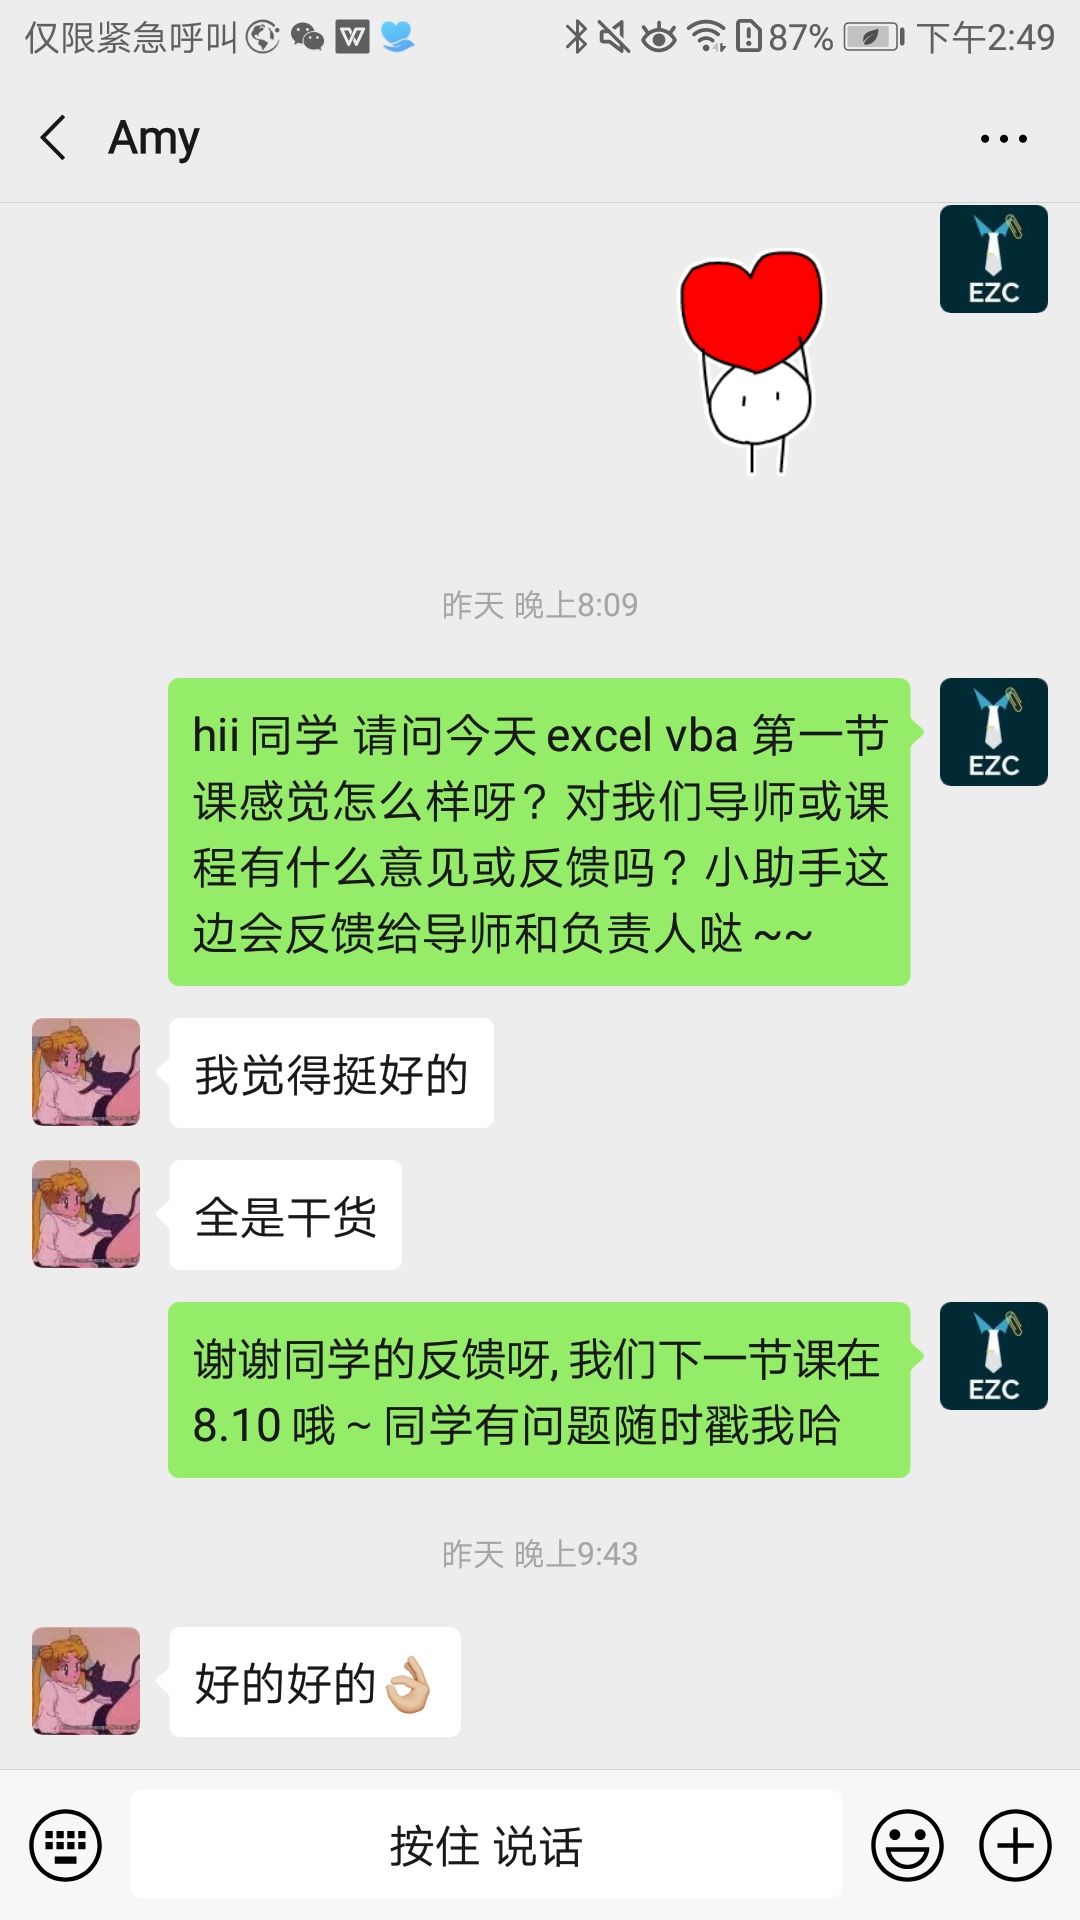 仅限紧急呼叫 87% 下午2:49
Amy
EZC
昨天 晚上8:09
hii 同学 请问今天 excel vba 第一节
课感觉怎么样呀？对我们导师或课
程有什么意见或反馈吗？小助手这
边会反馈给导师和负责人哒 ~~
EZC
我觉得挺好的
全是干货
谢谢同学的反馈呀, 我们下一节课在
8.10 哦 ~ 同学有问题随时戳我哈
EZC
昨天 晚上9:43
好的好的👌🏼
按住 说话